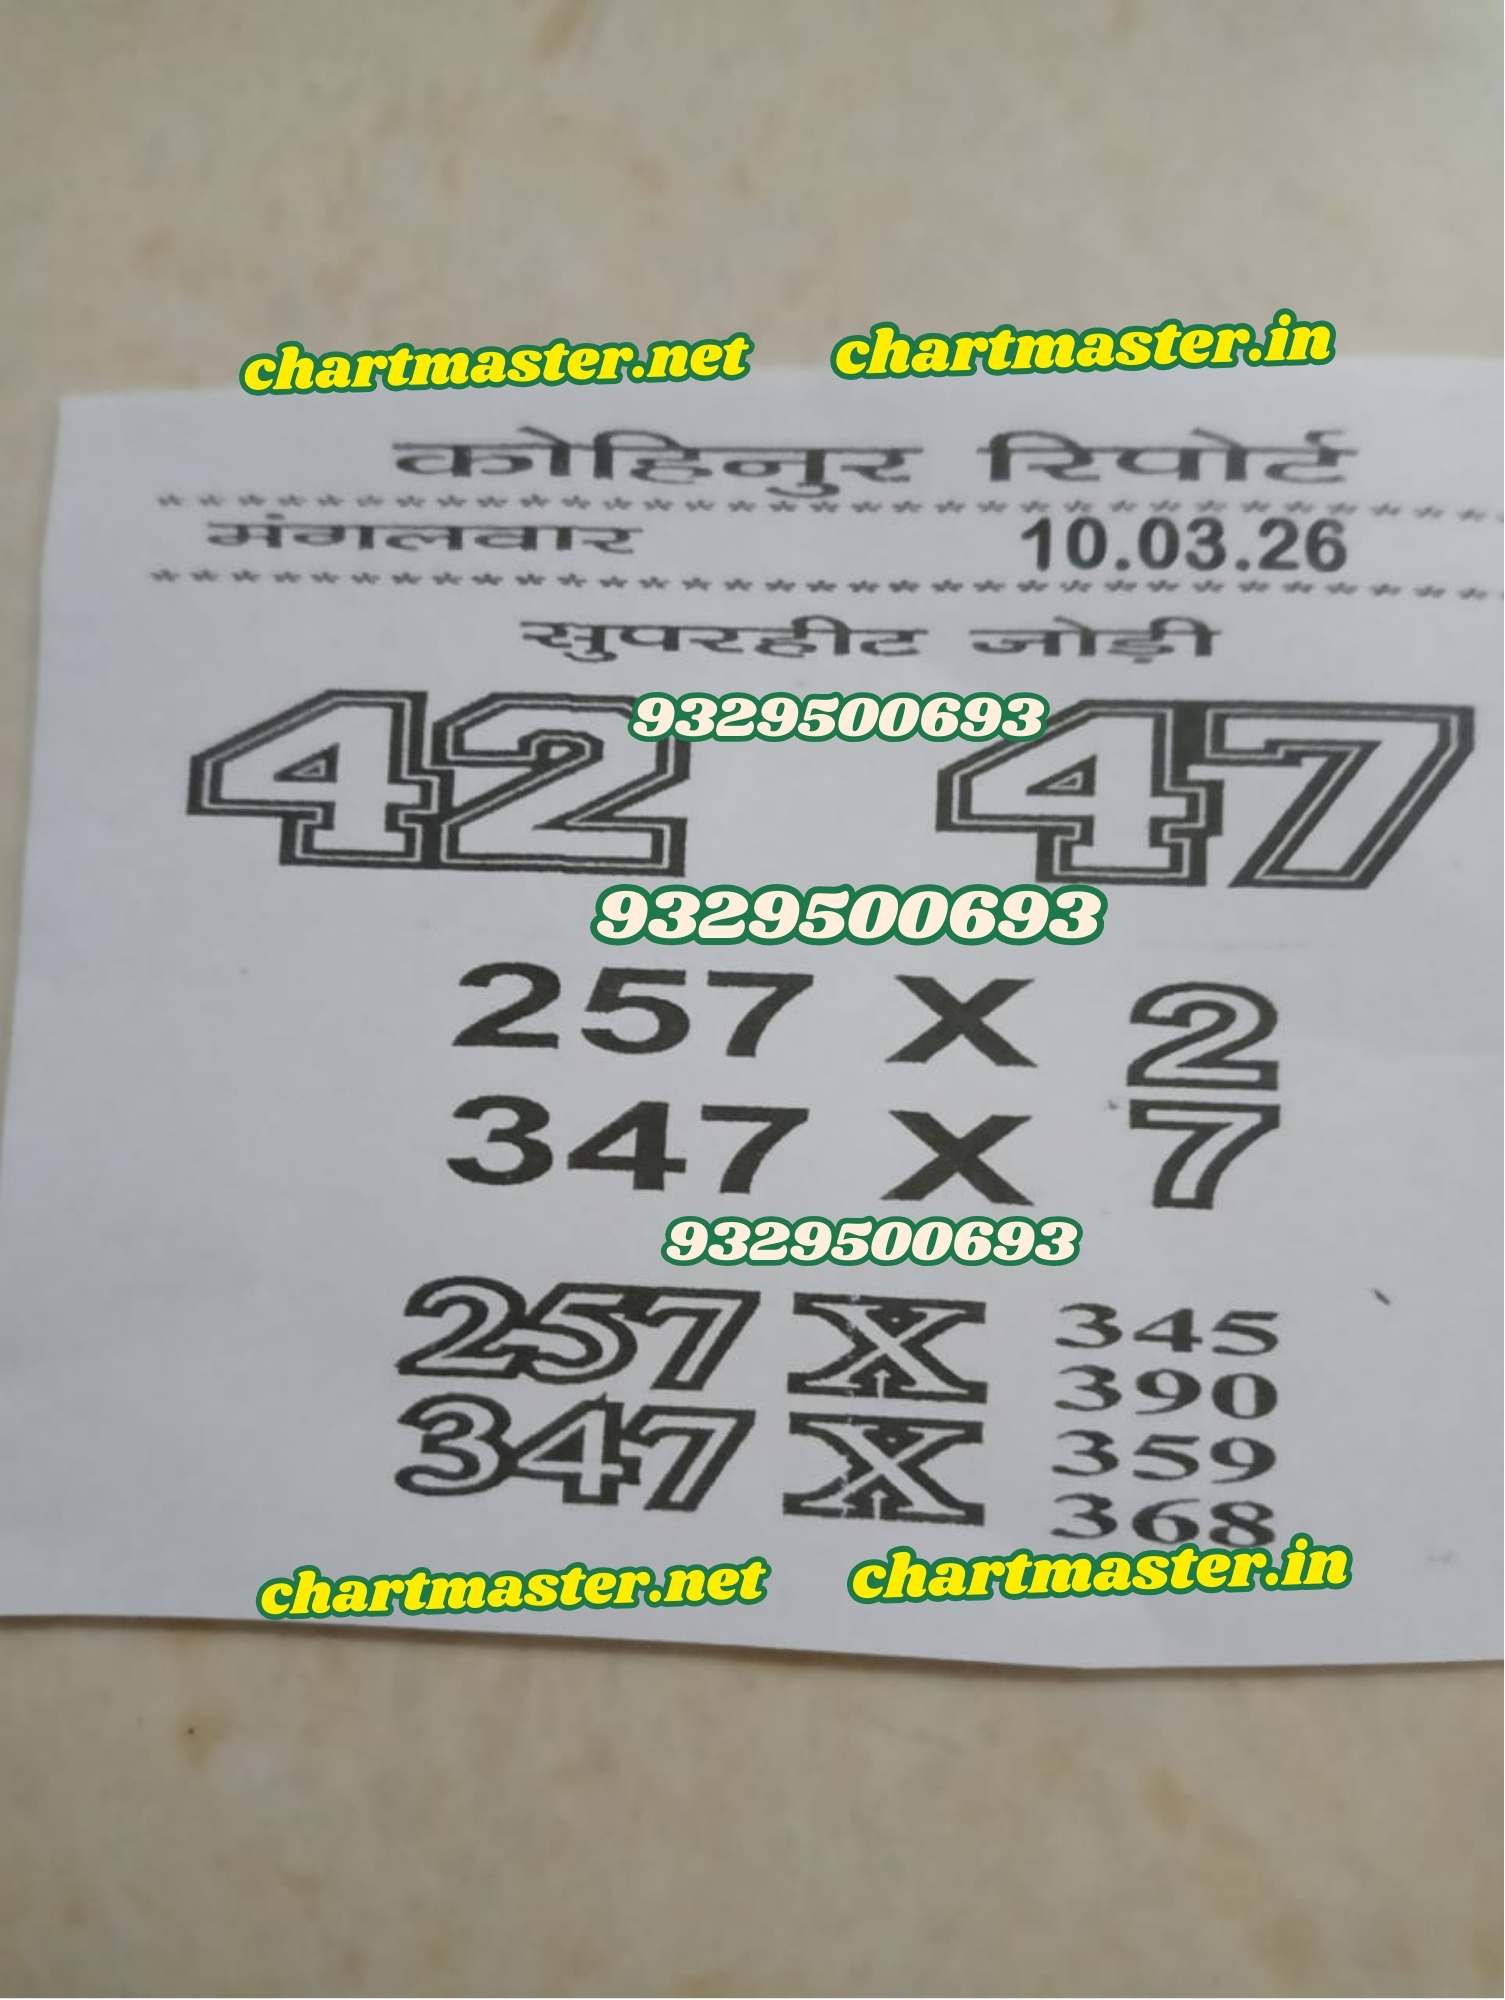 chartmaster.net chartmaster.in
कोहिनुर रिपोर्ट
*************************************
मंगलवार 10.03.26
*************************************
सुपरहीट जोड़ी
42 9329500693 47
9329500693
257 X 2
347 X 7
9329500693
257 X 345
390
347 X 359
368
chartmaster.net chartmaster.in